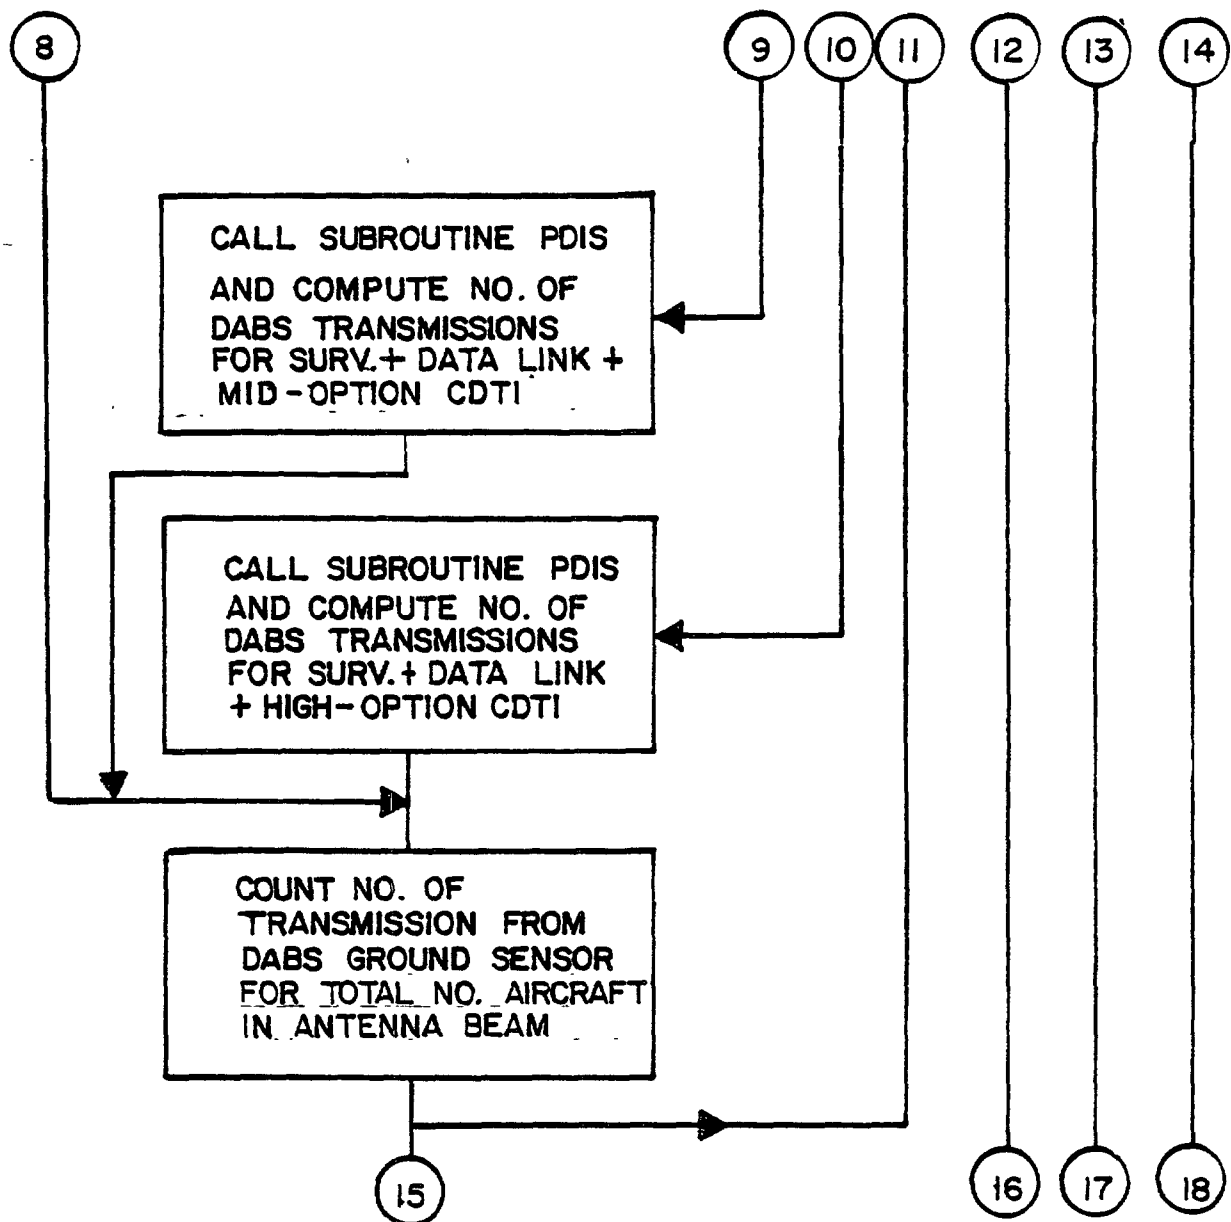 8 9 10 11 12 13 14
CALL SUBROUTINE PDIS
AND COMPUTE NO. OF
DABS TRANSMISSIONS
FOR SURV.+ DATA LINK +
MID-OPTION CDTI
CALL SUBROUTINE PDIS
AND COMPUTE NO. OF
DABS TRANSMISSIONS
FOR SURV.+ DATA LINK
+ HIGH-OPTION CDTI
COUNT NO. OF
TRANSMISSION FROM
DABS GROUND SENSOR
FOR TOTAL NO. AIRCRAFT
IN ANTENNA BEAM
15 16 17 18